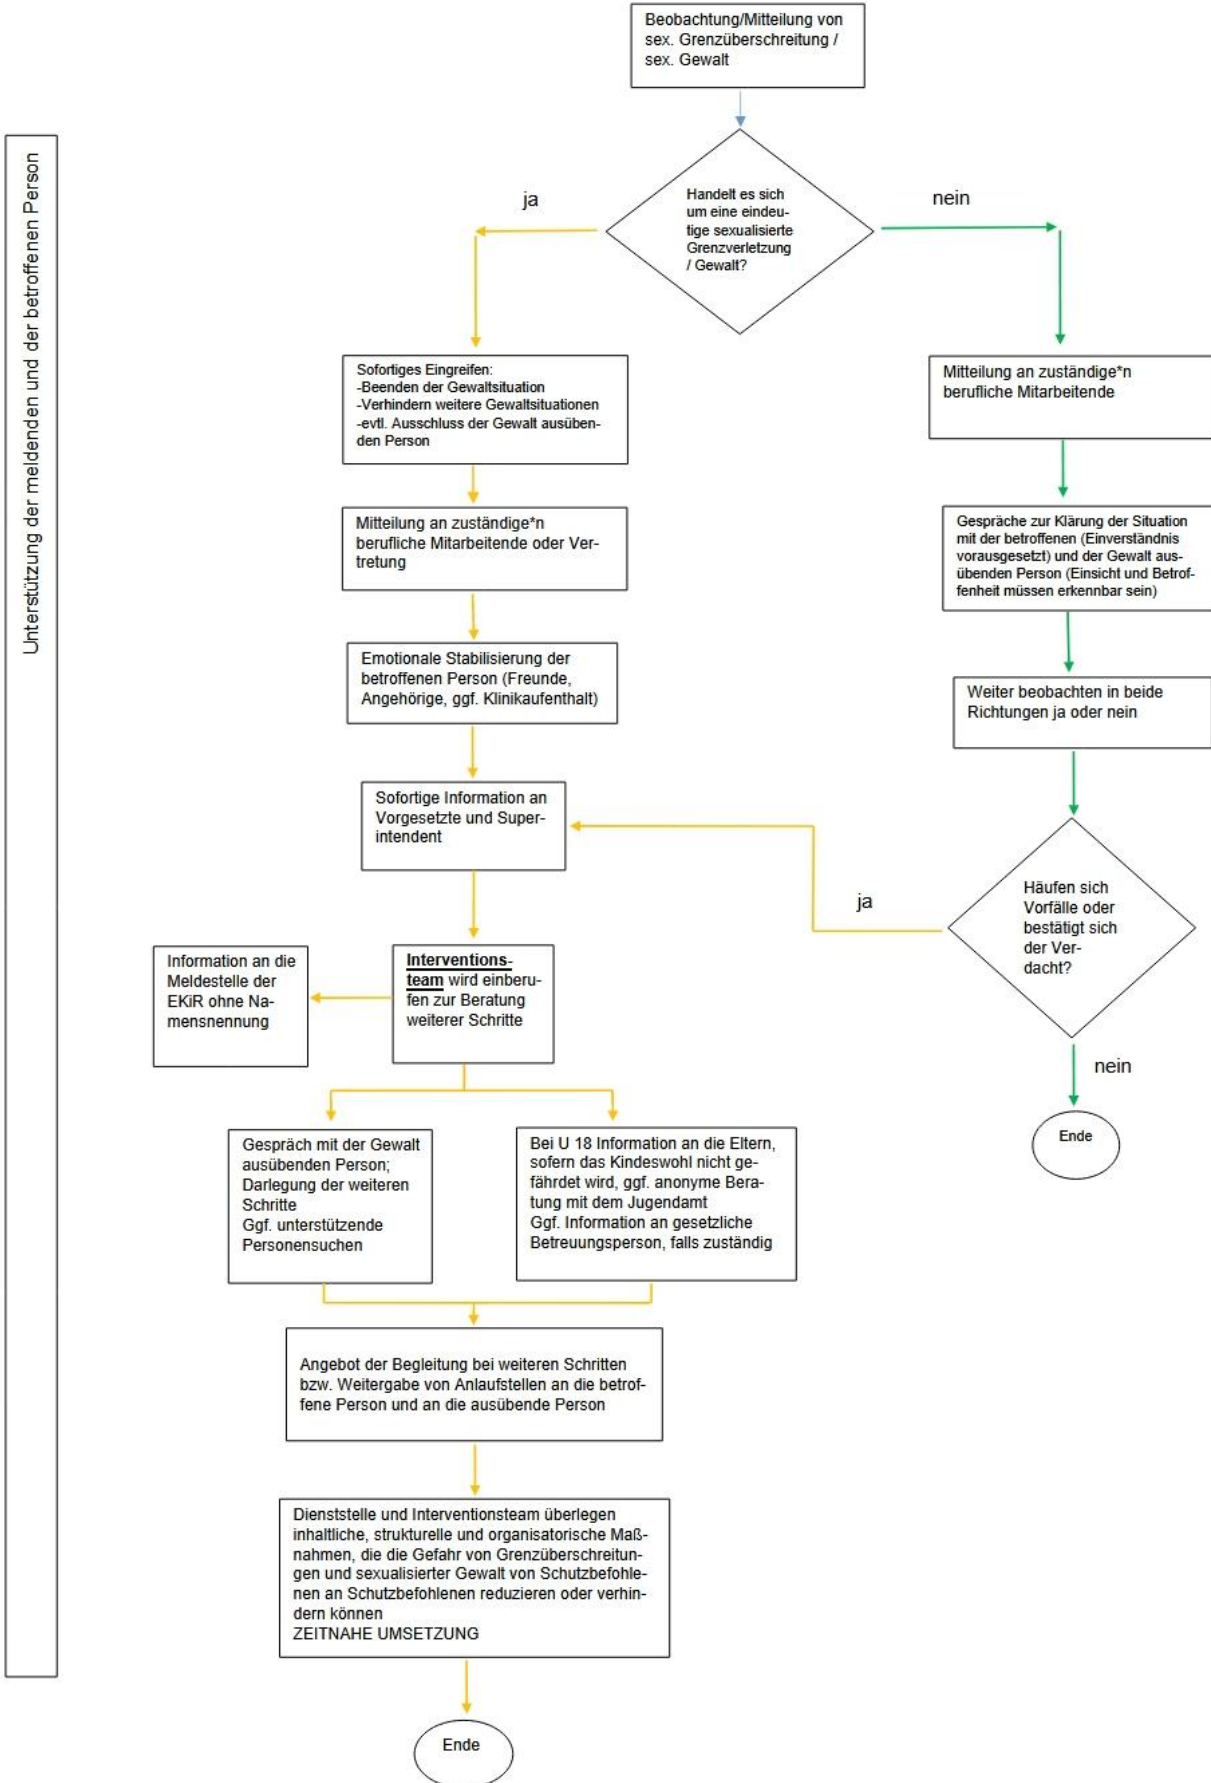 Unterstützung der meldenden und der betroffenen Person
Beobachtung/Mitteilung von
sex. Grenzüberschreitung /
sex. Gewalt
Handelt es sich
um eine eindeu-
tige sexualisierte
Grenzverletzung
/ Gewalt?
ja
nein
Sofortiges Eingreifen:
-Beenden der Gewaltsituation
-Verhindern weitere Gewaltsituationen
-evtl. Ausschluss der Gewalt ausüben-
den Person
Mitteilung an zuständige*n
berufliche Mitarbeitende oder Ver-
tretung
Emotionale Stabilisierung der
betroffenen Person (Freunde,
Angehörige, ggf. Klinikaufenthalt)
Sofortige Information an
Vorgesetzte und Super-
intendent
Mitteilung an zuständige*n
berufliche Mitarbeitende
Gespräche zur Klärung der Situation
mit der betroffenen (Einverständnis
vorausgesetzt) und der Gewalt aus-
übenden Person (Einsicht und Betrof-
fenheit müssen erkennbar sein)
Weiter beobachten in beide
Richtungen ja oder nein
Häufen sich
Vorfälle oder
bestätigt sich
der Ver-
dacht?
ja
nein
Ende
Interventions-
team wird einberu-
fen zur Beratung
weiterer Schritte
Information an die
Meldestelle der
EKiR ohne Na-
mensnennung
Gespräch mit der Gewalt
ausübenden Person;
Darlegung der weiteren
Schritte
Ggf. unterstützende
Personensuchen
Bei U 18 Information an die Eltern,
sofern das Kindeswohl nicht ge-
fährdet wird, ggf. anonyme Bera-
tung mit dem Jugendamt
Ggf. Information an gesetzliche
Betreuungsperson, falls zuständig
Angebot der Begleitung bei weiteren Schritten
bzw. Weitergabe von Anlaufstellen an die betrof-
fene Person und an die ausübende Person
Dienststelle und Interventionsteam überlegen
inhaltliche, strukturelle und organisatorische Maß-
nahmen, die die Gefahr von Grenzüberschreitun-
gen und sexualisierter Gewalt von Schutzbefohle-
nen an Schutzbefohlenen reduzieren oder verhin-
dern können
ZEITNAHE UMSETZUNG
Ende